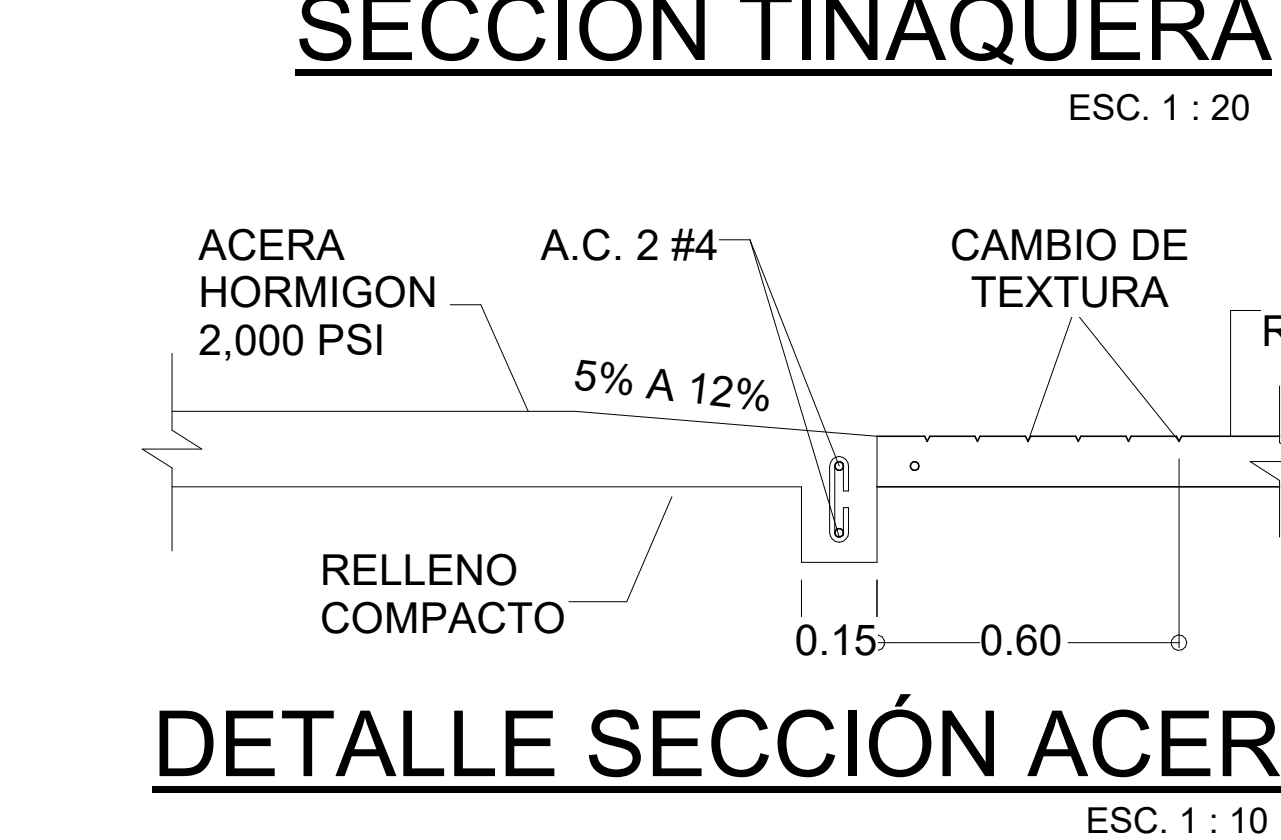 SECCIÓN TINAQUERA
ESC. 1 : 20
ACERA
HORMIGON
2,000 PSI
A.C. 2 #4
CAMBIO DE
TEXTURA
R
5% A 12%
RELLENO
COMPACTO
0.15
0.60
DETALLE SECCIÓN ACER
ESC. 1 : 10